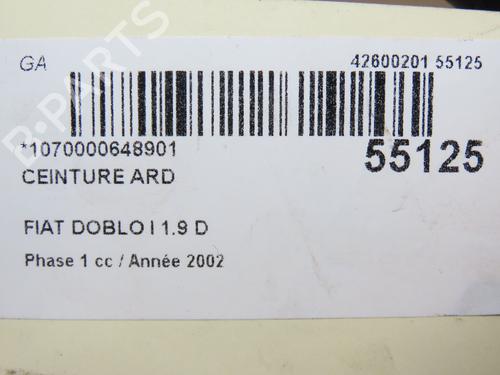 GA
42600201 55125
*1070000648901
55125
CEINTURE ARD
FIAT DOBLO I 1.9 D
Phase 1 cc / Année 2002
B-PARTS